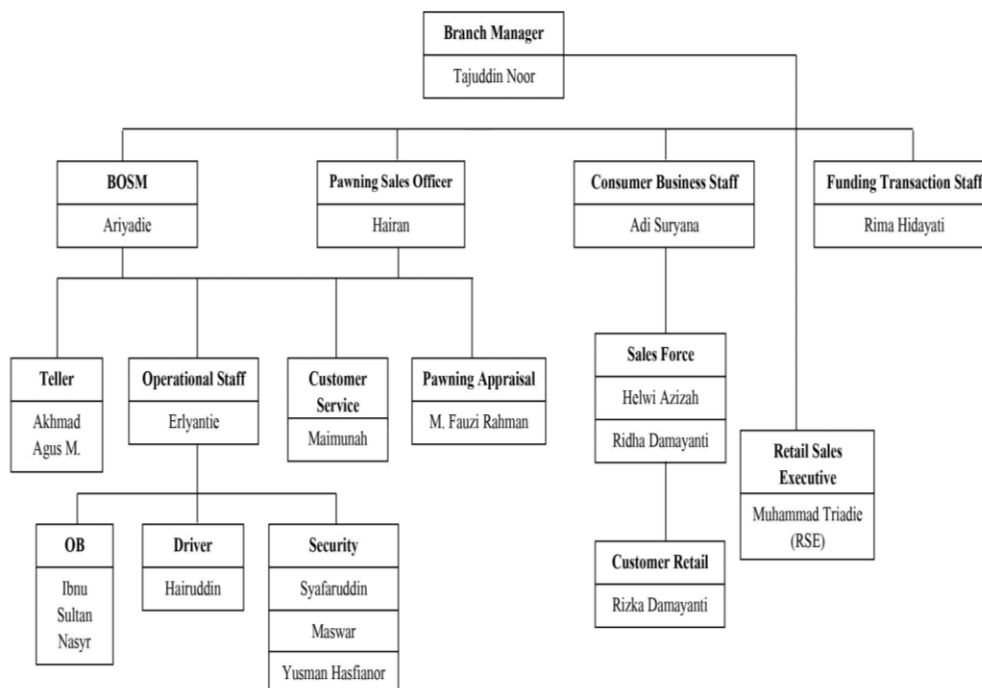 Branch Manager
Tajuddin Noor
BOSM
Ariyadie
Pawning Sales Officer
Hairan
Consumer Business Staff
Adi Suryana
Funding Transaction Staff
Rima Hidayati
Teller
Akhmad
Agus M.
Operational Staff
Erlyantie
Customer
Service
Maimunah
Pawning Appraisal
M. Fauzi Rahman
Sales Force
Helwi Azizah
Ridha Damayanti
Retail Sales
Executive
Muhammad Triadie
(RSE)
OB
Ibnu
Sultan
Nasyr
Driver
Hairuddin
Security
Syafaruddin
Maswar
Yusman Hasfianor
Customer Retail
Rizka Damayanti